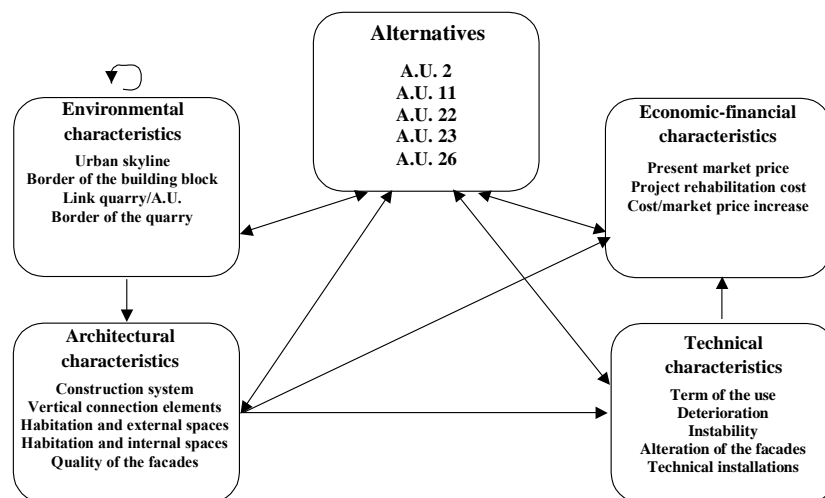 Alternatives
A.U. 2
A.U. 11
A.U. 22
A.U. 23
A.U. 26
Environmental
characteristics
Urban skyline
Border of the building block
Link quarry/A.U.
Border of the quarry
Economic-financial
characteristics
Present market price
Project rehabilitation cost
Cost/market price increase
Architectural
characteristics
Construction system
Vertical connection elements
Habitation and external spaces
Habitation and internal spaces
Quality of the facades
Technical
characteristics
Term of the use
Deterioration
Instability
Alteration of the facades
Technical installations